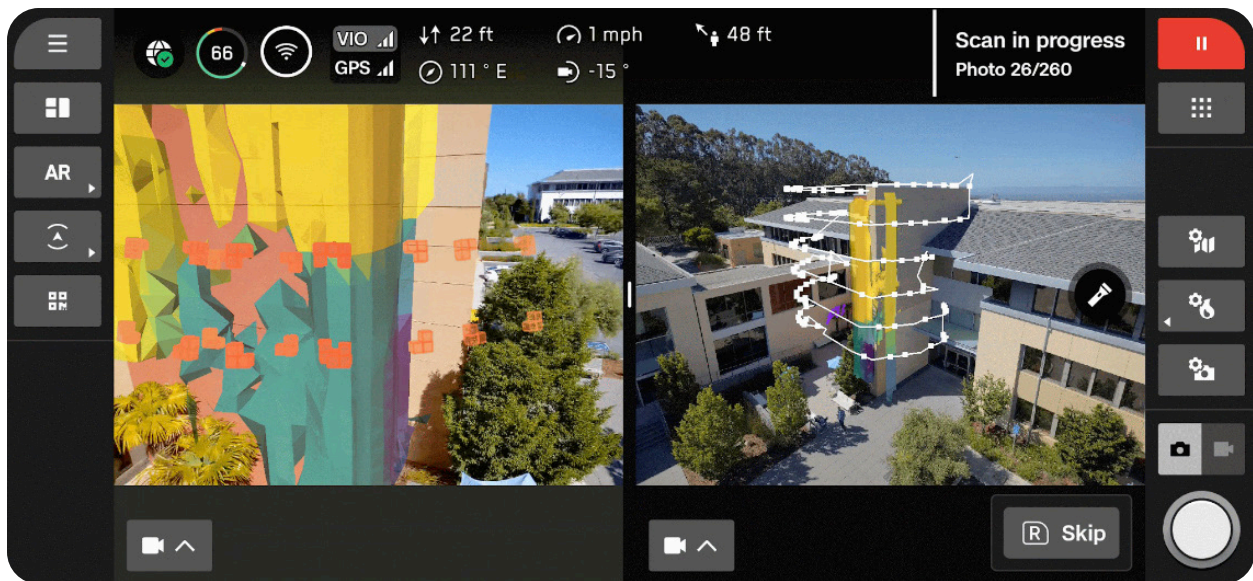 66
VIO
GPS
22 ft
1 mph
48 ft
111 ° E
-15 °
Scan in progress
Photo 26/260
AR
R Skip